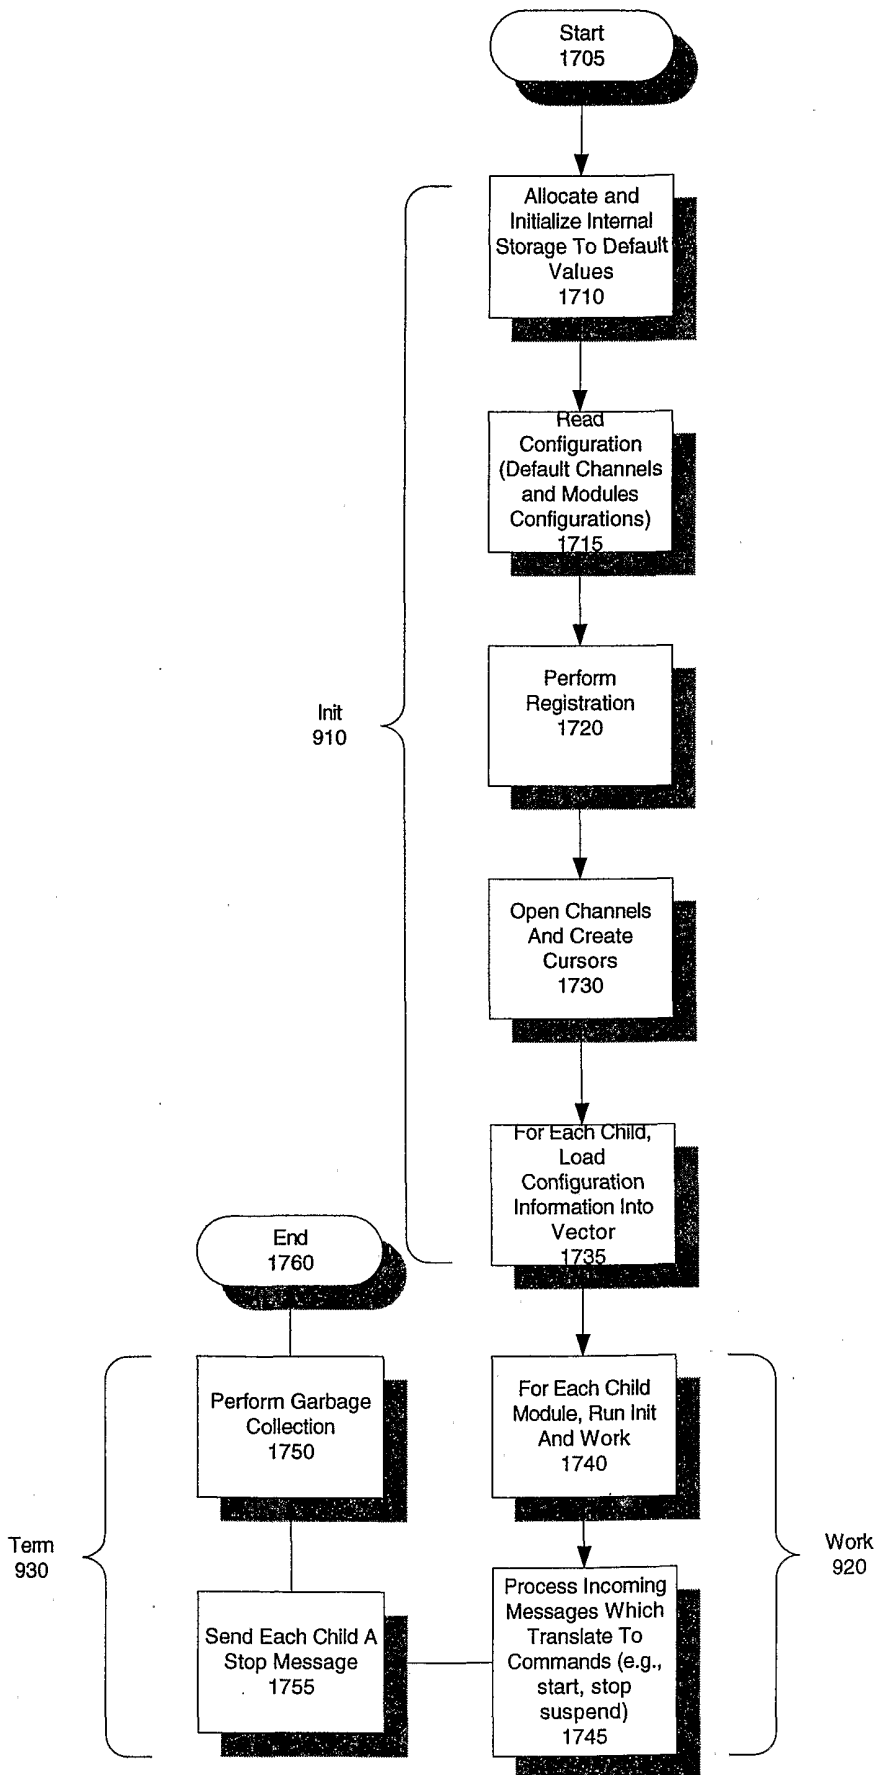 Start
1705
Allocate and
Initialize Internal
Storage To Default
Values
1710
Read
Configuration
(Default Channels
and Modules
Configurations)
1715
Perform
Registration
1720
Init
910
Open Channels
And Create
Cursors
1730
For Each Child,
Load
Configuration
Information Into
Vector
1735
End
1760
For Each Child
Module, Run Init
And Work
1740
Perform Garbage
Collection
1750
Term
930
Work
920
Process Incoming
Messages Which
Translate To
Commands (e.g.,
start, stop
suspend)
1745
Send Each Child A
Stop Message
1755